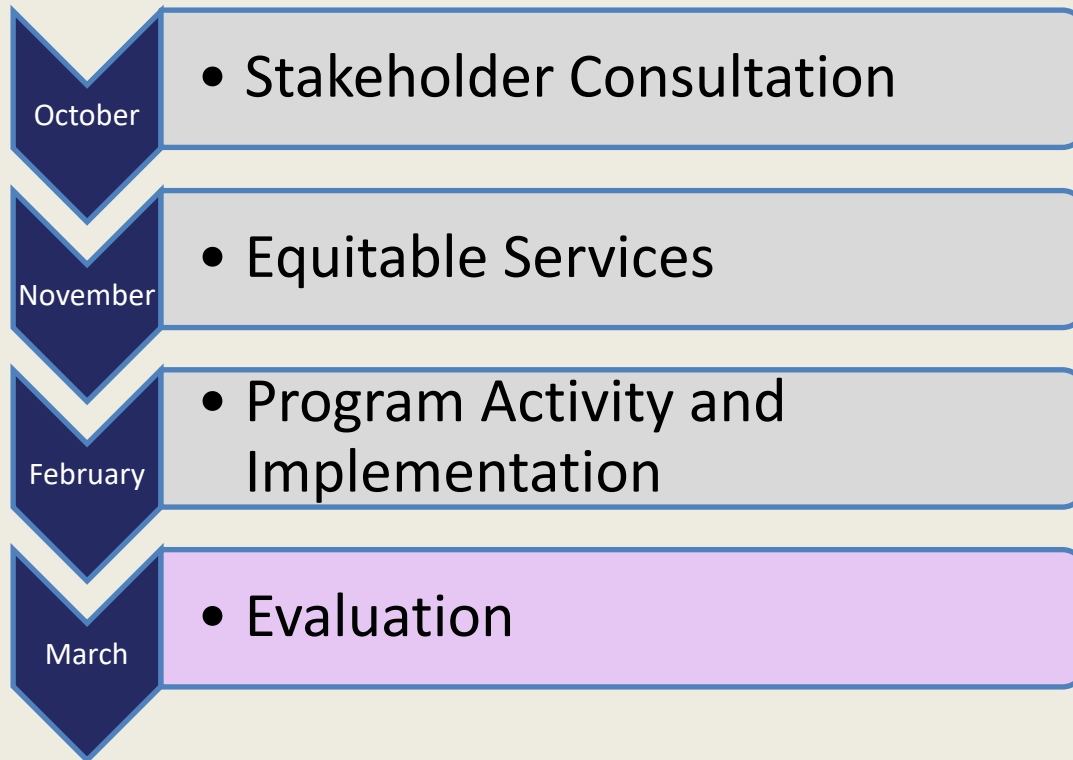 October
• Stakeholder Consultation
November
• Equitable Services
February
• Program Activity and
Implementation
March
• Evaluation